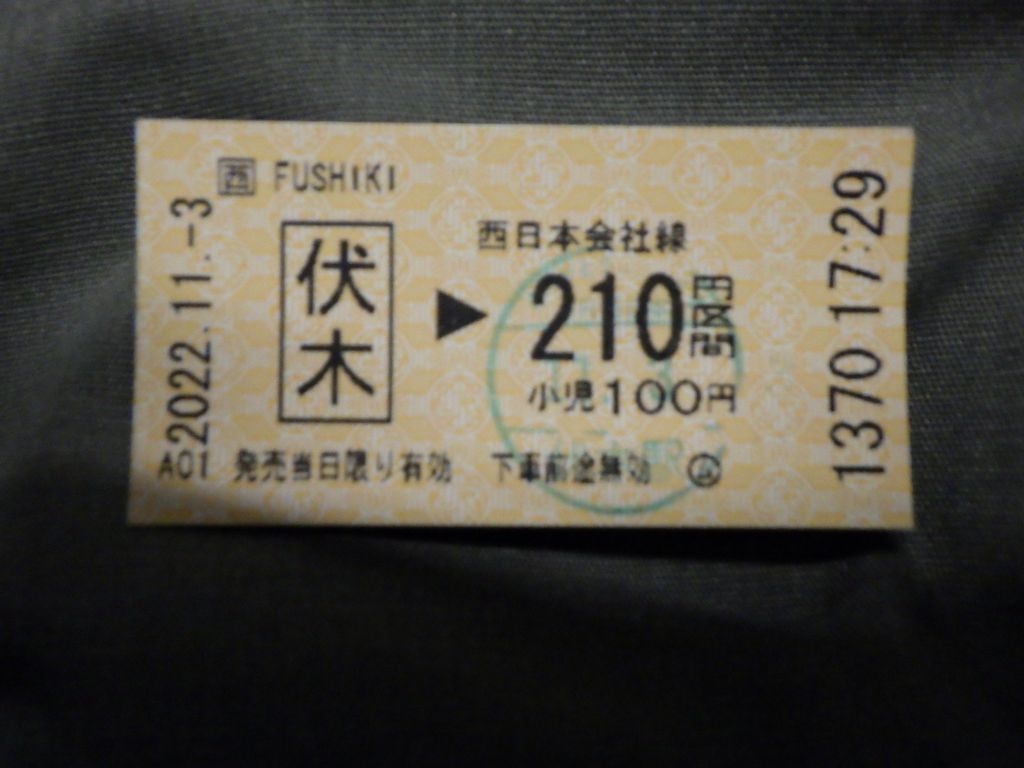 西 FUSHIKI
2022.11.-3
伏木
西日本会社線
▶ 210円区間
小児100円
1370 17:29
A01 発売当日限り有効 下車前途無効